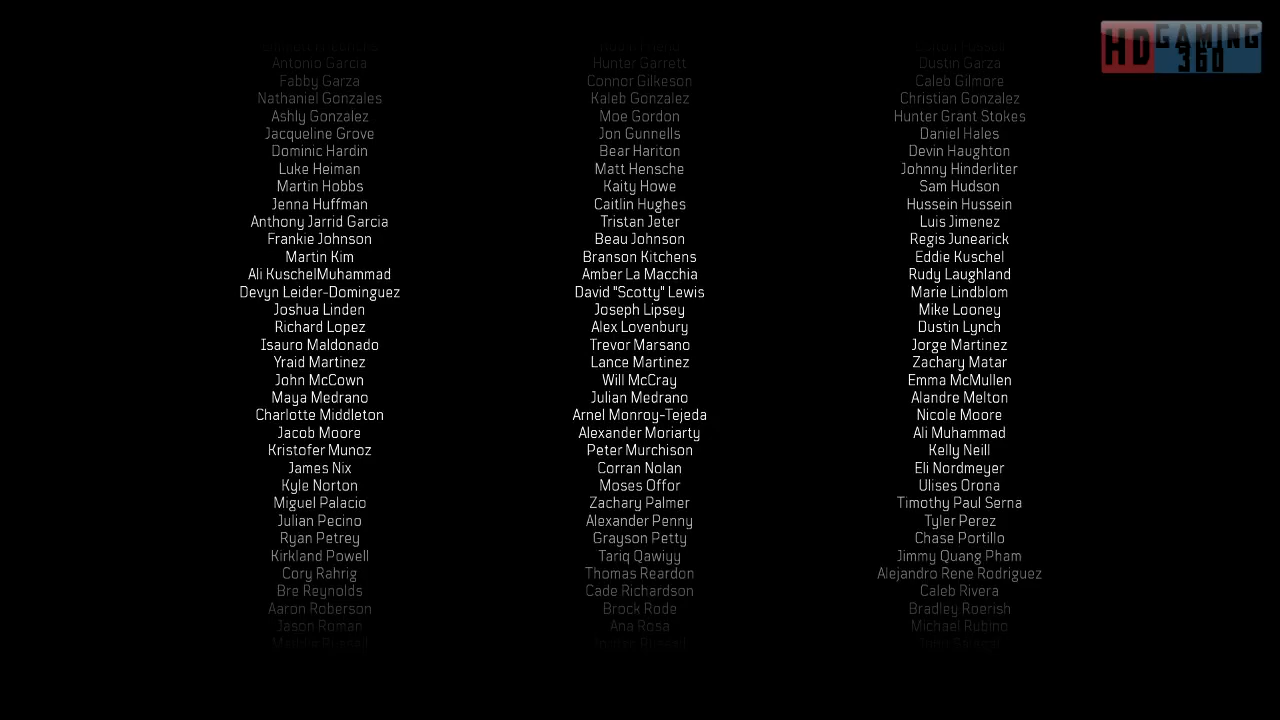 HD GAMING 360
Antonio Garcia Hunter Garrett Dustin Garza
Fabby Garza Connor Gilkeson Caleb Gilmore
Nathaniel Gonzales Kaleb Gonzalez Christian Gonzalez
Ashly Gonzalez Moe Gordon Hunter Grant Stokes
Jacqueline Grove Jon Gunnells Daniel Hales
Dominic Hardin Bear Hariton Devin Haughton
Luke Heiman Matt Hensche Johnny Hinderliter
Martin Hobbs Kaity Howe Sam Hudson
Jenna Huffman Caitlin Hughes Hussein Hussein
Anthony Jarrid Garcia Tristan Jeter Luis Jimenez
Frankie Johnson Beau Johnson Regis Junearick
Martin Kim Branson Kitchens Eddie Kuschel
Ali KuschelMuhammad Amber La Macchia Rudy Laughland
Devyn Leider-Dominguez David "Scotty" Lewis Marie Lindblom
Joshua Linden Joseph Lipsey Mike Looney
Richard Lopez Alex Lovenbury Dustin Lynch
Isauro Maldonado Trevor Marsano Jorge Martinez
Yraid Martinez Lance Martinez Zachary Matar
John McCown Will McCray Emma McMullen
Maya Medrano Julian Medrano Alandre Melton
Charlotte Middleton Arnel Monroy-Tejeda Nicole Moore
Jacob Moore Alexander Moriarty Ali Muhammad
Kristofer Munoz Peter Murchison Kelly Neill
James Nix Corran Nolan Eli Nordmeyer
Kyle Norton Moses Offor Ulises Orona
Miguel Palacio Zachary Palmer Timothy Paul Serna
Julian Pecino Alexander Penny Tyler Perez
Ryan Petrey Grayson Petty Chase Portillo
Kirkland Powell Tariq Qawiyy Jimmy Quang Pham
Cory Rahrig Thomas Reardon Alejandro Rene Rodriguez
Bre Reynolds Cade Richardson Caleb Rivera
Aaron Roberson Brock Rode Bradley Roerish
Jason Roman Ana Rosa Michael Rubino